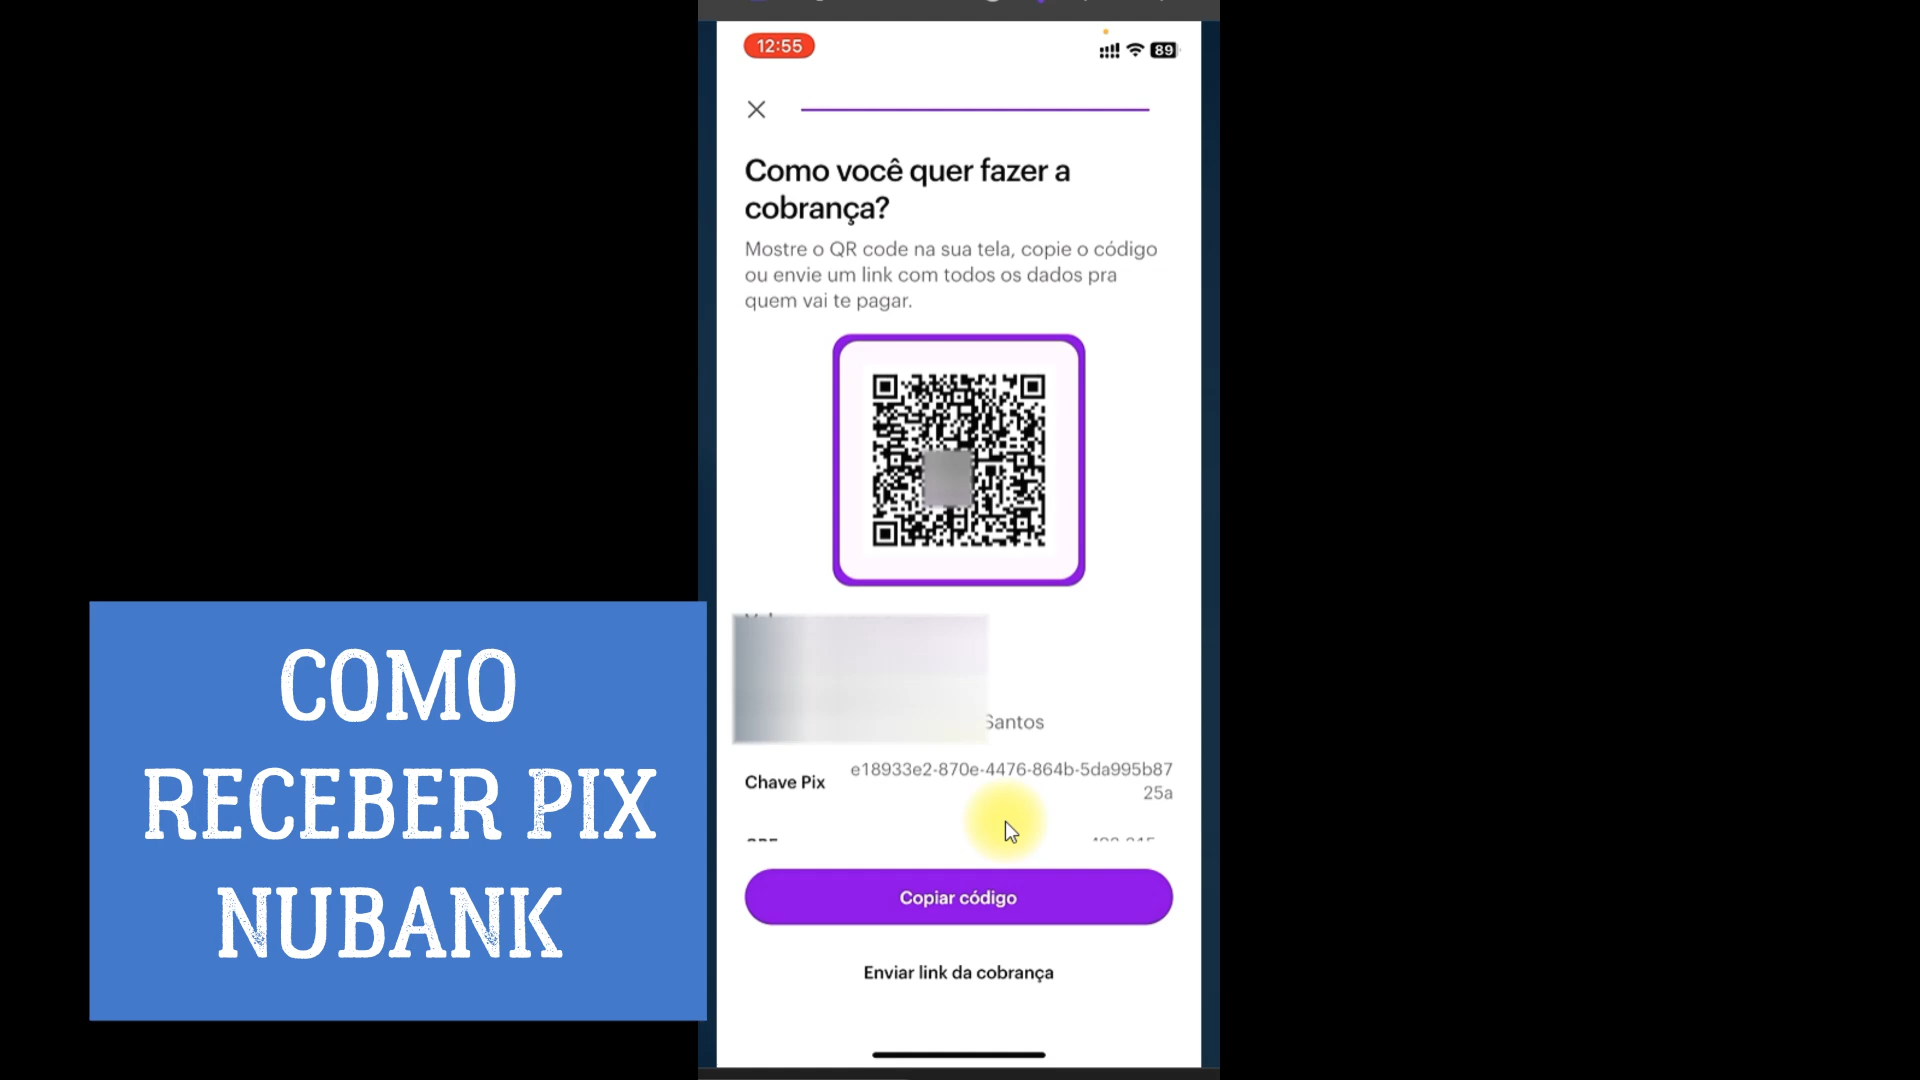 12:55
89
Como você quer fazer a
cobrança?
Mostre o QR code na sua tela, copie o código
ou envie um link com todos os dados pra
quem vai te pagar.
Santos
Chave Pix
e18933e2-870e-4476-864b-5da995b87
25a
Copiar código
Enviar link da cobrança
COMO
RECEBER PIX
NUBANK